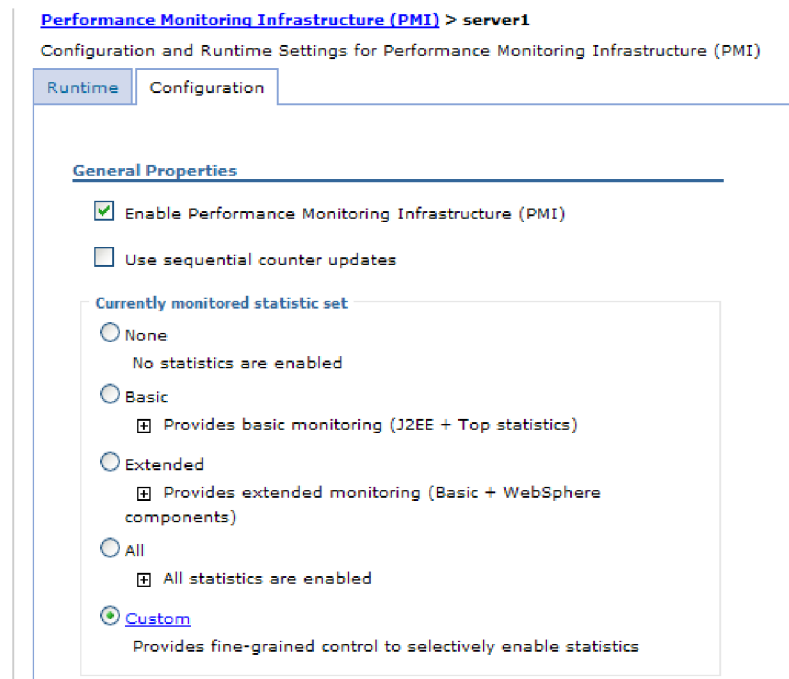 Performance Monitoring Infrastructure (PMI) > server1
Configuration and Runtime Settings for Performance Monitoring Infrastructure (PMI)
Runtime Configuration
General Properties
Enable Performance Monitoring Infrastructure (PMI)
Use sequential counter updates
Currently monitored statistic set
None
No statistics are enabled
Basic
Provides basic monitoring (J2EE + Top statistics)
Extended
Provides extended monitoring (Basic + WebSphere
components)
All
All statistics are enabled
Custom
Provides fine-grained control to selectively enable statistics